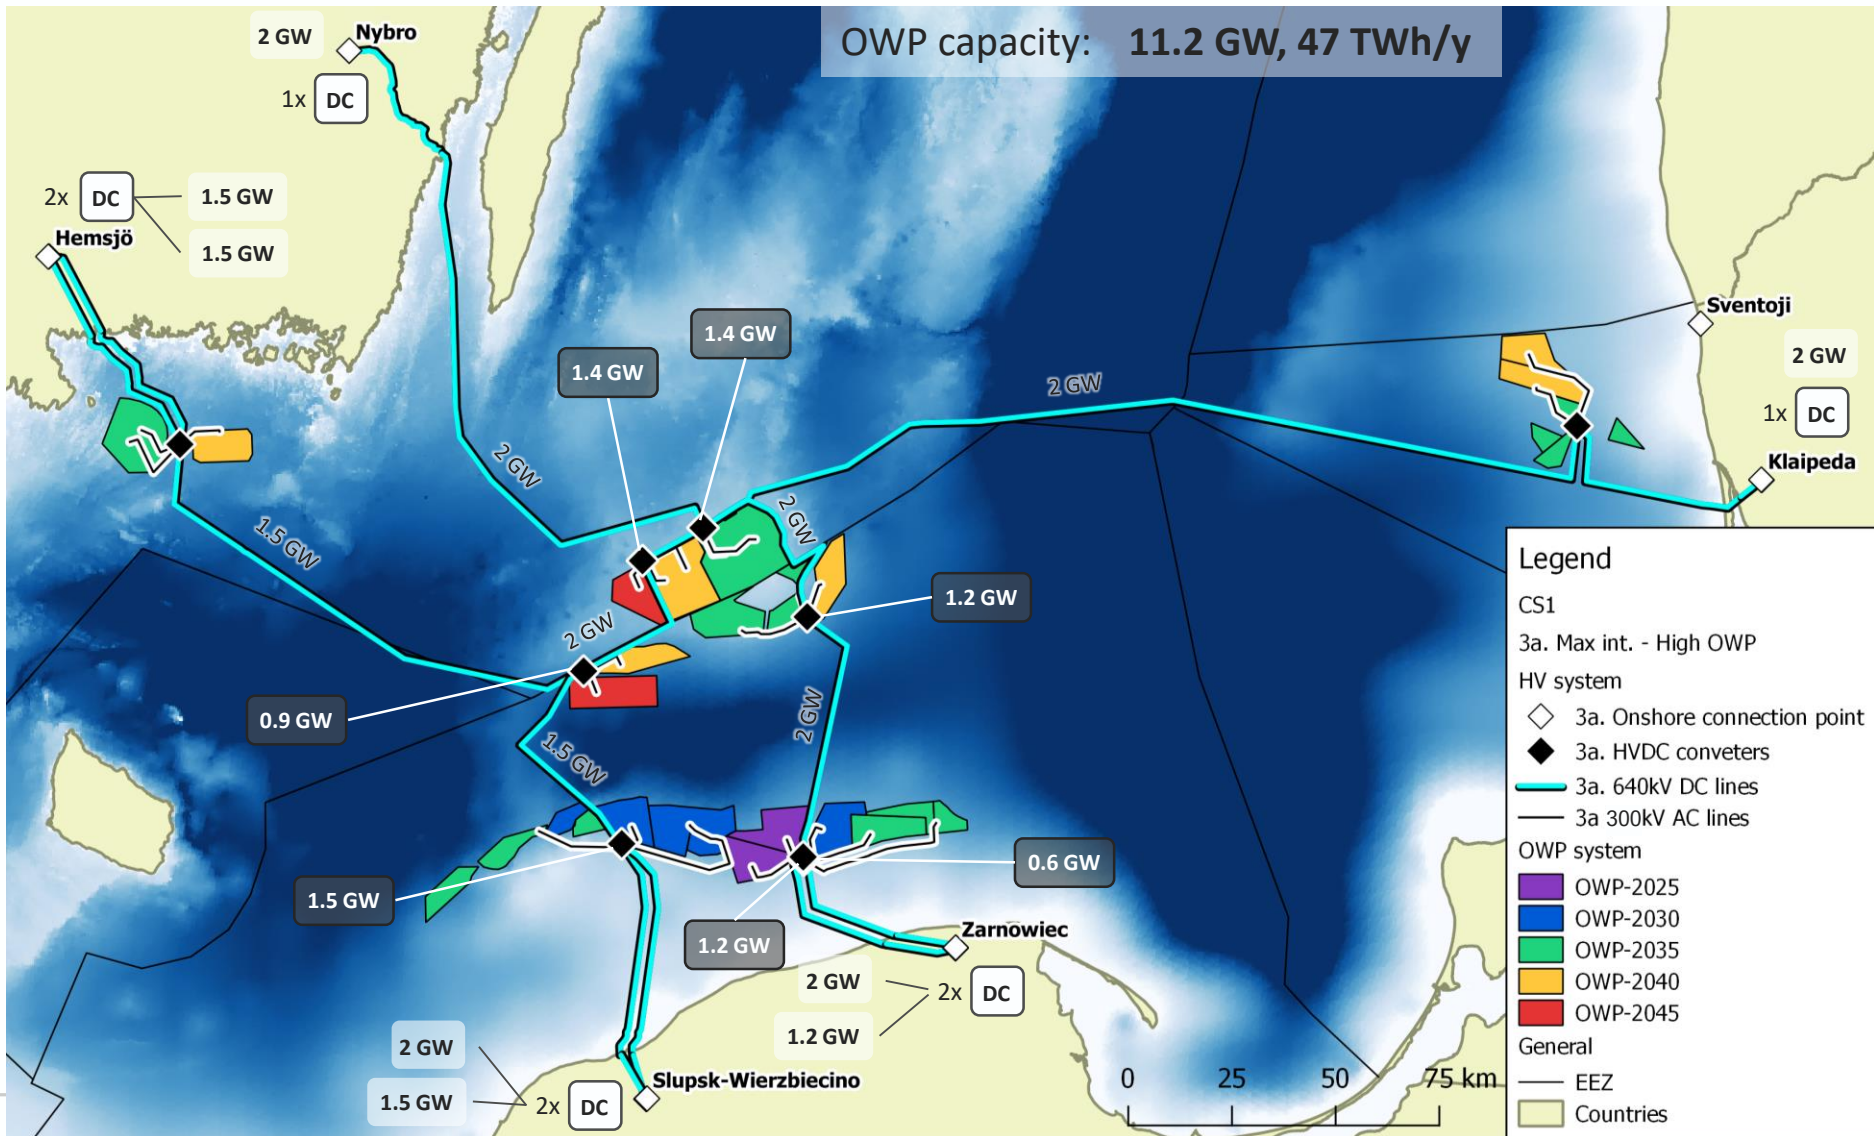 OWP capacity: 11.2 GW, 47 TWh/y
2 GW
Nybro
1x DC
2x DC
1.5 GW
1.5 GW
Hemsjö
1.4 GW
1.4 GW
2 GW
Sventoji
2 GW
1x DC
Klaipeda
2 GW
2 GW
1.5 GW
1.2 GW
2 GW
0.9 GW
2 GW
1.5 GW
0.6 GW
1.5 GW
1.2 GW
Zarnowiec
2 GW
2x DC
1.2 GW
2 GW
Slupsk-Wierzbiecino
1.5 GW
2x DC
0 25 50 75 km
Legend
CS1
3a. Max int. - High OWP
HV system
3a. Onshore connection point
3a. HVDC conveters
3a. 640kV DC lines
3a 300kV AC lines
OWP system
OWP-2025
OWP-2030
OWP-2035
OWP-2040
OWP-2045
General
EEZ
Countries